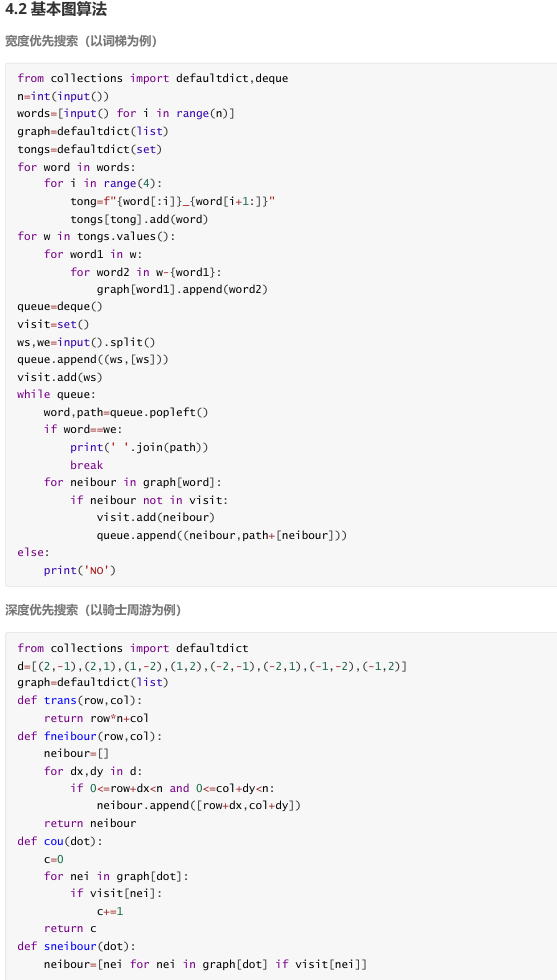 4.2 基本图算法
宽度优先搜索（以词梯为例）
from collections import defaultdict,deque
n=int(input())
words=[input() for i in range(n)]
graph=defaultdict(list)
tongs=defaultdict(set)
for word in words:
    for i in range(4):
        tong=f"{word[:i]}_{word[i+1:]}"
        tongs[tong].add(word)
for w in tongs.values():
    for word1 in w:
        for word2 in w-{word1}:
            graph[word1].append(word2)
queue=deque()
visit=set()
ws,we=input().split()
queue.append((ws,[ws]))
visit.add(ws)
while queue:
    word,path=queue.popleft()
    if word==we:
        print(' '.join(path))
        break
    for neibour in graph[word]:
        if neibour not in visit:
            visit.add(neibour)
            queue.append((neibour,path+[neibour]))
else:
    print('NO')
深度优先搜索（以骑士周游为例）
from collections import defaultdict
d=[(2,-1),(2,1),(1,-2),(1,2),(-2,-1),(-2,1),(-1,-2),(-1,2)]
graph=defaultdict(list)
def trans(row,col):
    return row*n+col
def fneibour(row,col):
    neibour=[]
    for dx,dy in d:
        if 0<=row+dx<n and 0<=col+dy<n:
            neibour.append([row+dx,col+dy])
    return neibour
def cou(dot):
    c=0
    for nei in graph[dot]:
        if visit[nei]:
            c+=1
    return c
def sneibour(dot):
    neibour=[nei for nei in graph[dot] if visit[nei]]